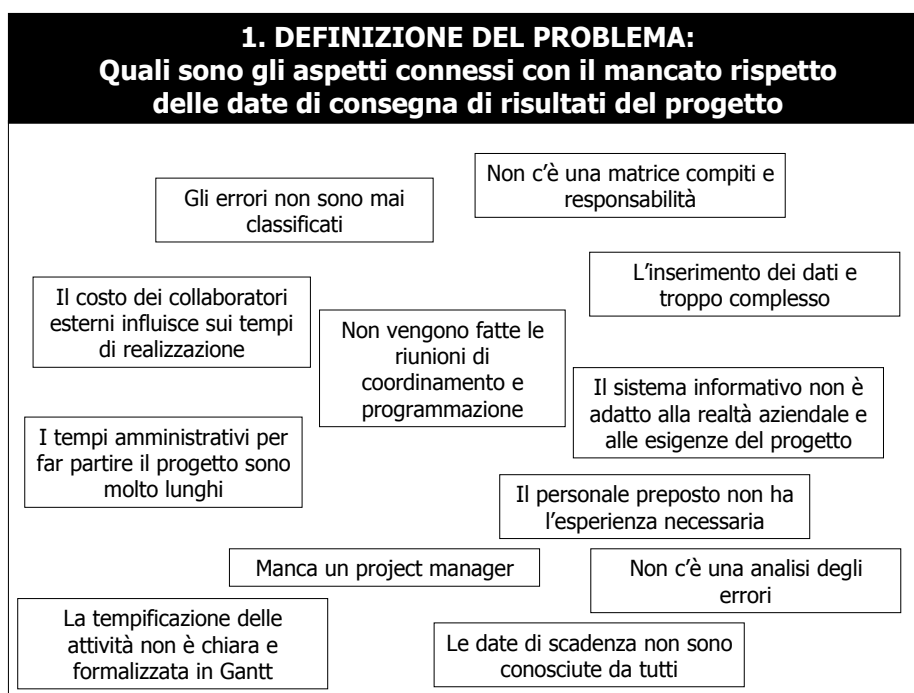 1. DEFINIZIONE DEL PROBLEMA:
Quali sono gli aspetti connessi con il mancato rispetto
delle date di consegna di risultati del progetto
Non c’è una matrice compiti e
responsabilità
Gli errori non sono mai
classificati
L’inserimento dei dati e
troppo complesso
Il costo dei collaboratori
esterni influisce sui tempi
di realizzazione
Non vengono fatte le
riunioni di
coordinamento e
programmazione
Il sistema informativo non è
adatto alla realtà aziendale e
alle esigenze del progetto
I tempi amministrativi per
far partire il progetto sono
molto lunghi
Il personale preposto non ha
l’esperienza necessaria
Manca un project manager
Non c’è una analisi degli
errori
La tempificazione delle
attività non è chiara e
formalizzata in Gantt
Le date di scadenza non sono
conosciute da tutti